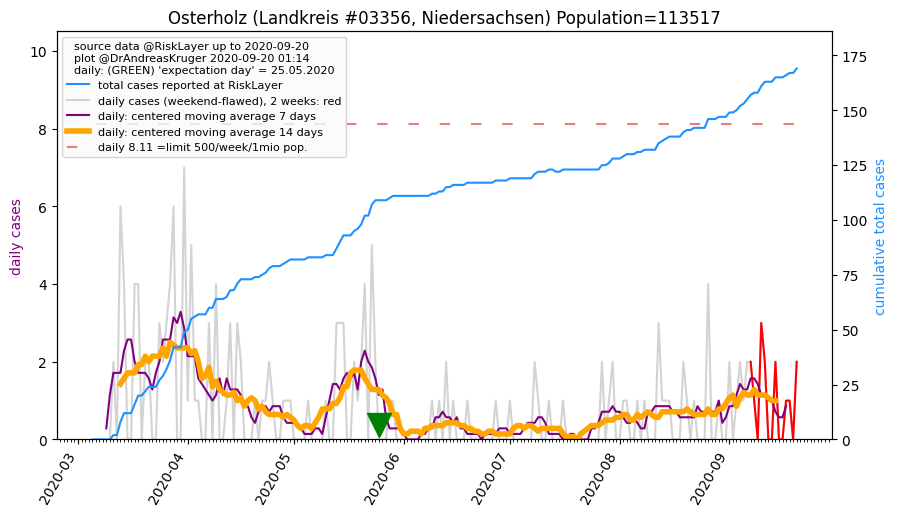 Osterholz (Landkreis #03356, Niedersachsen) Population=113517
source data @RiskLayer up to 2020-09-20
plot @DrAndreasKruger 2020-09-20 01:14
daily: (GREEN) 'expectation day' = 25.05.2020
total cases reported at RiskLayer
daily cases (weekend-flawed), 2 weeks: red
daily: centered moving average 7 days
daily: centered moving average 14 days
daily 8.11 =limit 500/week/1mio pop.
daily cases
10
8
6
4
2
0
cumulative total cases
175
150
125
100
75
50
25
0
2020-03
2020-04
2020-05
2020-06
2020-07
2020-08
2020-09